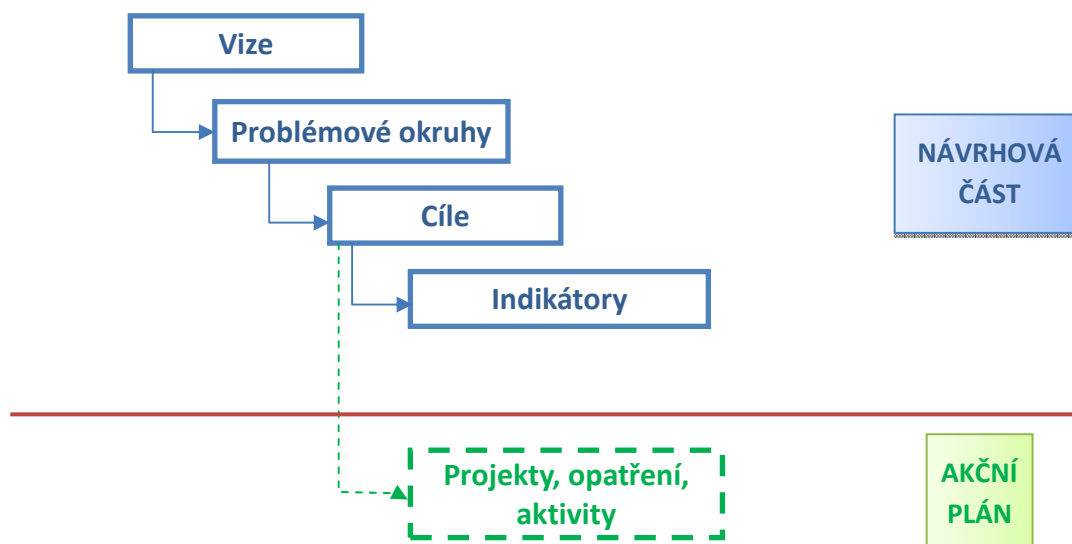 Vize
Problémové okruhy
NÁVRHOVÁ
ČÁST
Cíle
Indikátory
Projekty, opatření,
aktivity
AKČNÍ
PLÁN